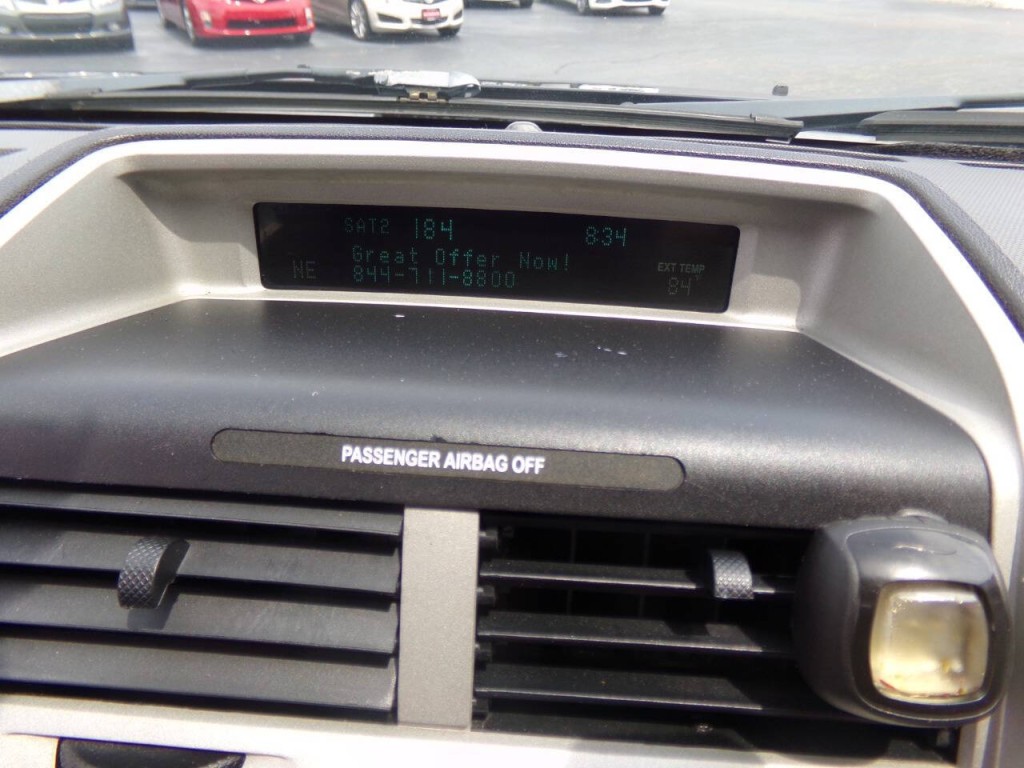 SAT2 184 8:34
Great Offer Now!
NE 844-711-8800
EXT TEMP
84°
PASSENGER AIRBAG OFF